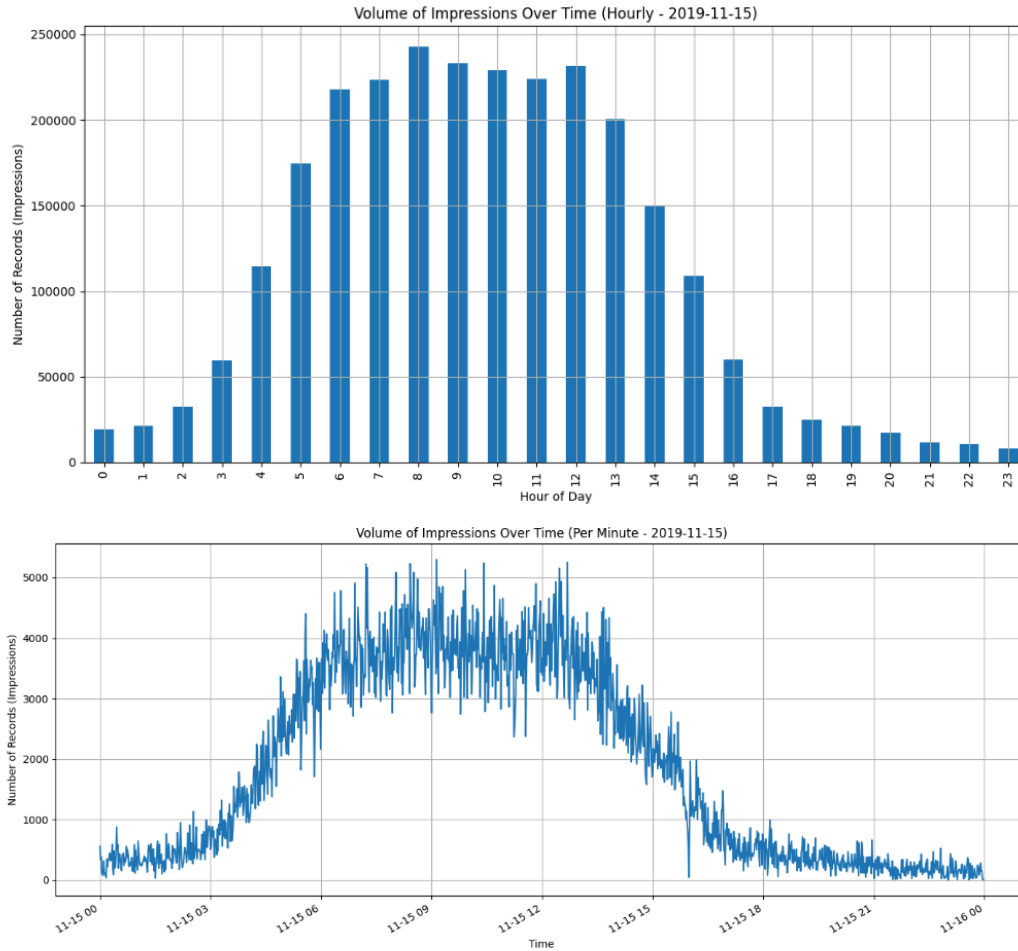 Volume of Impressions Over Time (Hourly - 2019-11-15)
Number of Records (Impressions)
250000
200000
150000
100000
50000
0
0 1 2 3 4 5 6 7 8 9 10 11 12 13 14 15 16 17 18 19 20 21 22 23
Hour of Day
Volume of Impressions Over Time (Per Minute - 2019-11-15)
Number of Records (Impressions)
5000
4000
3000
2000
1000
0
11-15 00 11-15 03 11-15 06 11-15 09 11-15 12 11-15 15 11-15 18 11-15 21 11-16 00
Time